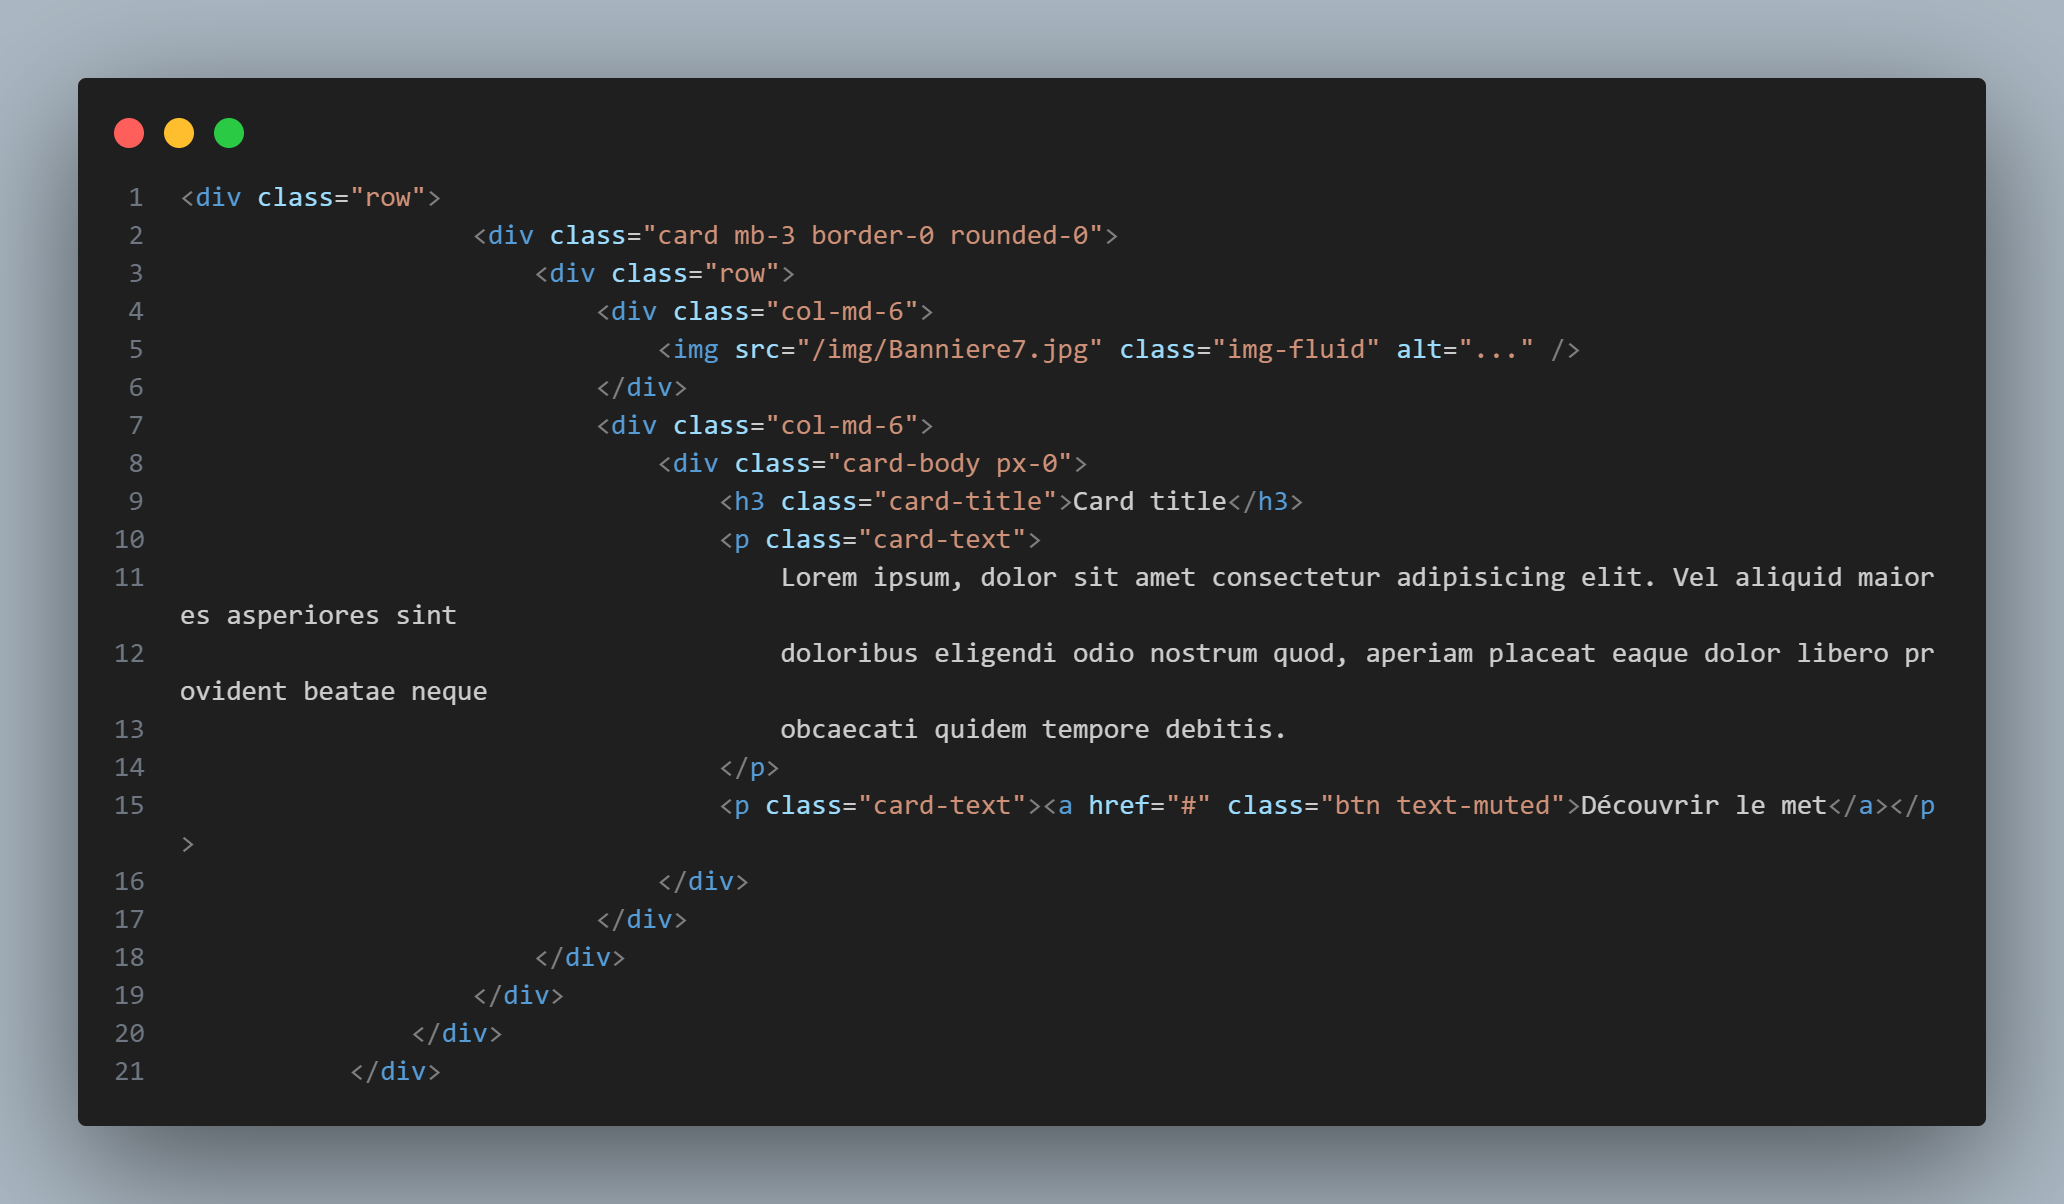 1 <div class="row">
2 <div class="card mb-3 border-0 rounded-0">
3 <div class="row">
4 <div class="col-md-6">
5 <img src="/img/Banniere7.jpg" class="img-fluid" alt="..." />
6 </div>
7 <div class="col-md-6">
8 <div class="card-body px-0">
9 <h3 class="card-title">Card title</h3>
10 <p class="card-text">
11 Lorem ipsum, dolor sit amet consectetur adipisicing elit. Vel aliquid maior
es asperiores sint
12 doloribus eligendi odio nostrum quod, aperiam placeat eaque dolor libero pr
ovident beatae neque
13 obcaecati quidem tempore debitis.
14 </p>
15 <p class="card-text"><a href="#" class="btn text-muted">Découvrir le met</a></p
>
16 </div>
17 </div>
18 </div>
19 </div>
20 </div>
21 </div>